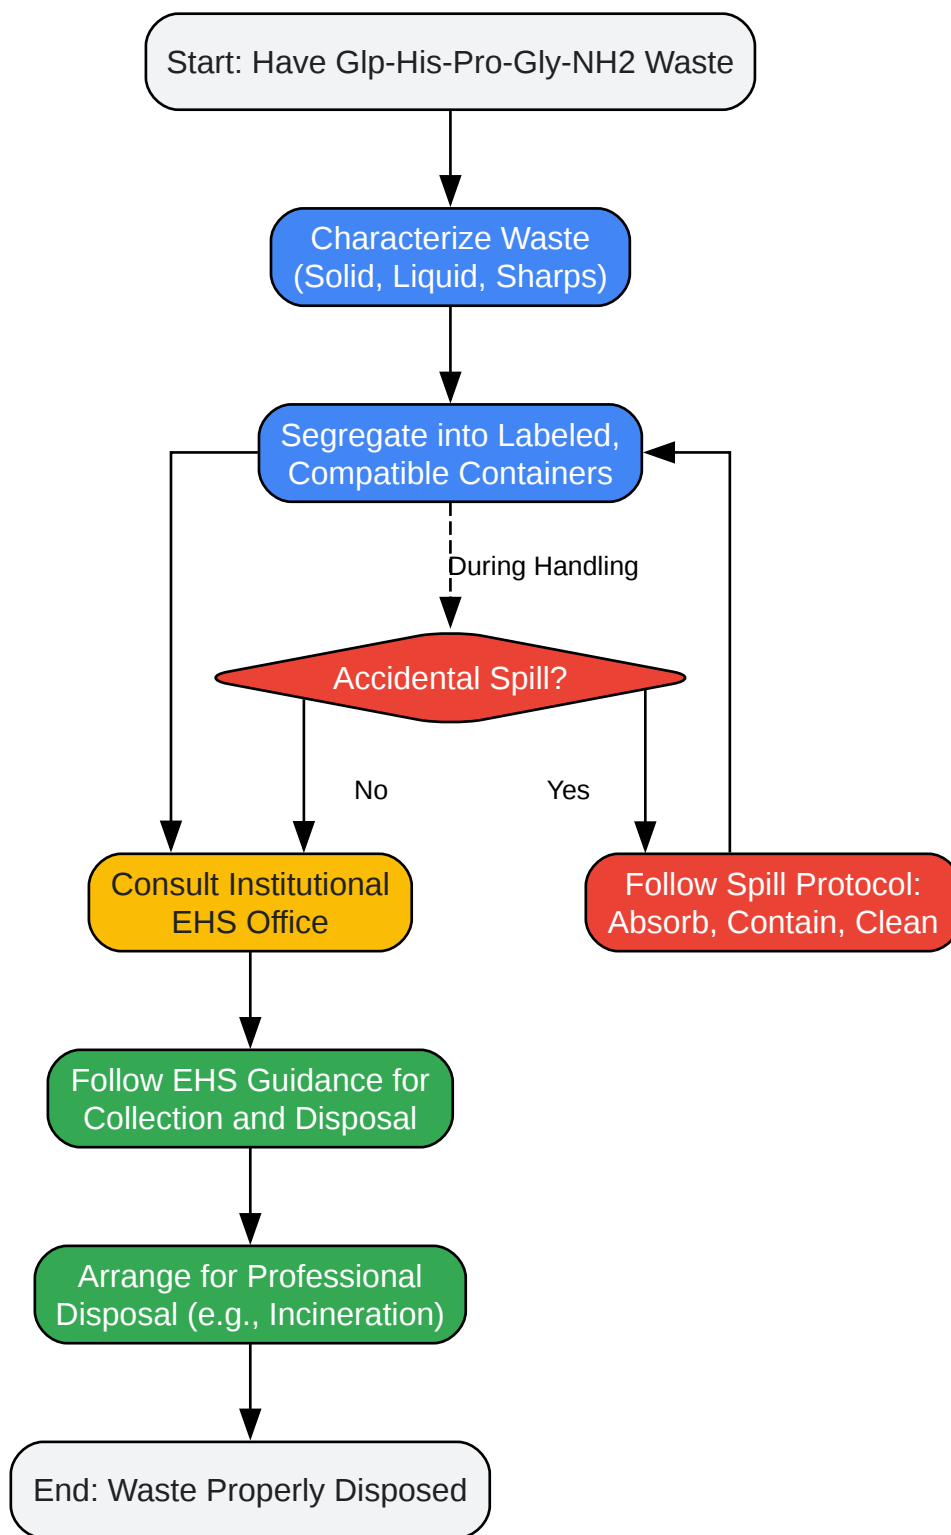 Start: Have Glp-His-Pro-Gly-NH2 Waste
Characterize Waste
(Solid, Liquid, Sharps)
Segregate into Labeled,
Compatible Containers
During Handling
Accidental Spill?
No
Yes
Consult Institutional
EHS Office
Follow Spill Protocol:
Absorb, Contain, Clean
Follow EHS Guidance for
Collection and Disposal
Arrange for Professional
Disposal (e.g., Incineration)
End: Waste Properly Disposed